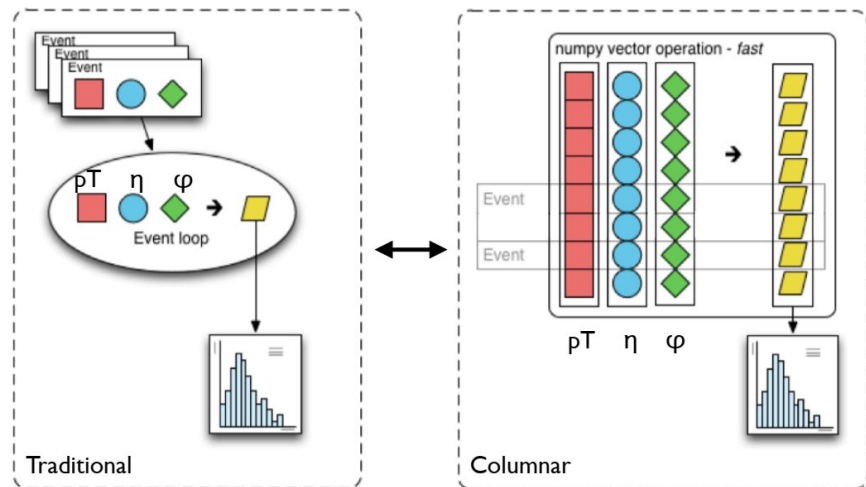 Event
Event
Event
pT η φ
Event loop
Traditional
numpy vector operation - fast
Event
Event
pT η φ
Columnar